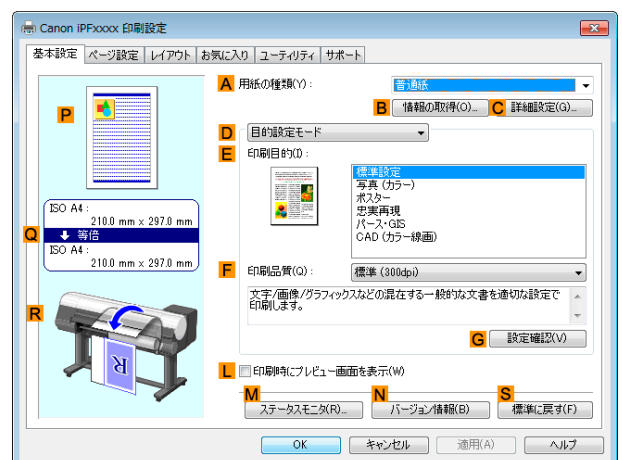 Canon iPFxxxx 印刷設定
基本設定 ページ設定 レイアウト お気に入り ユーティリティ サポート
A 用紙の種類(Y): 普通紙
B 情報の取得(O)... C 詳細設定(G)...
P
D 目的設定モード
E 印刷目的(I):
標準設定
写真 (カラー)
ポスター
忠実再現
パース・GIS
CAD (カラー線画)
ISO A4 :
210.0 mm x 297.0 mm
Q 等倍
ISO A4 :
210.0 mm x 297.0 mm
F 印刷品質(Q): 標準 (300dpi)
文字/画像/グラフィックスなどの混在する一般的な文書を適切な設定で
印刷します。
R
G 設定確認(V)
R
L 印刷時にプレビュー画面を表示(W)
M N S
ステータスモニタ(R)... バージョン情報(B) 標準に戻す(F)
OK キャンセル 適用(A) ヘルプ